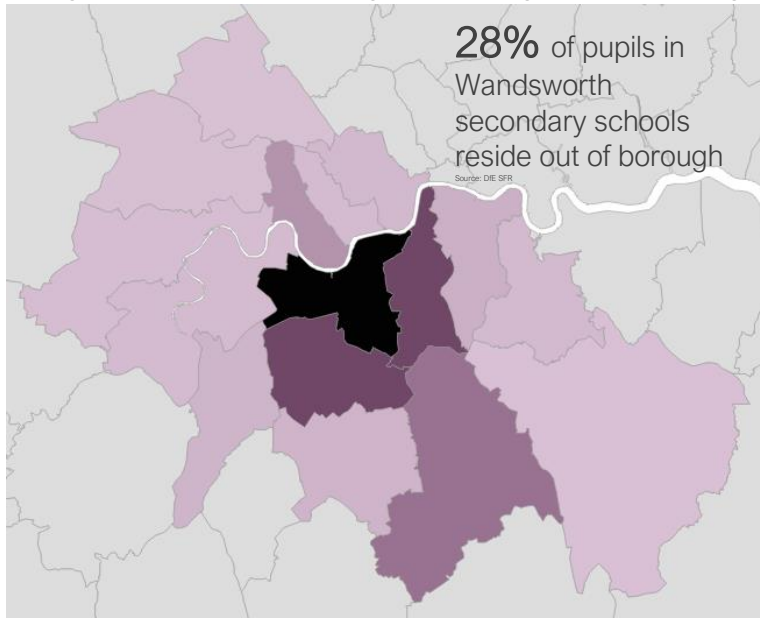 28% of pupils in
Wandsworth
secondary schools
reside out of borough
Source: DfE SFR